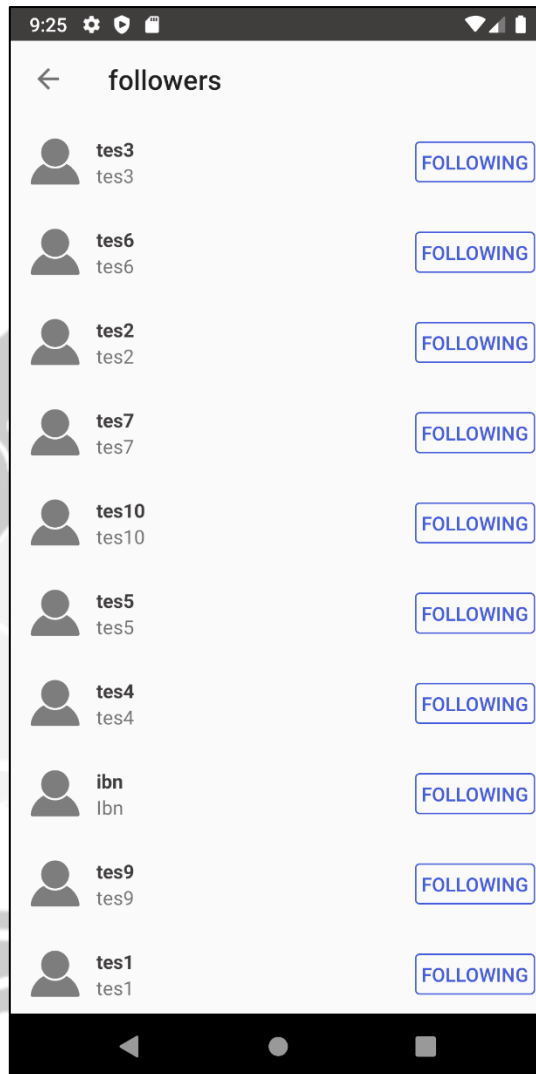 9:25
followers
tes3
FOLLOWING
tes3
tes6
FOLLOWING
tes6
tes2
FOLLOWING
tes2
tes7
FOLLOWING
tes7
tes10
FOLLOWING
tes10
tes5
FOLLOWING
tes5
tes4
FOLLOWING
tes4
ibn
FOLLOWING
Ibn
tes9
FOLLOWING
tes9
tes1
FOLLOWING
tes1